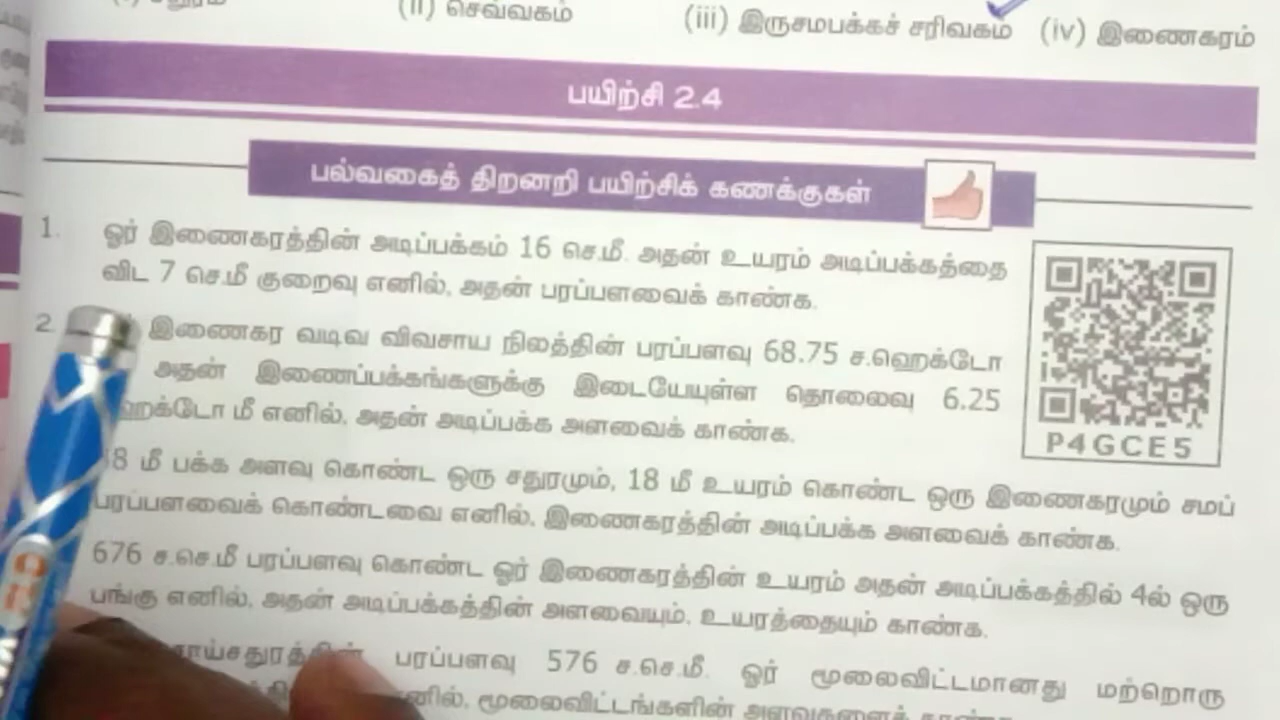 (ii) செவ்வகம் (iii) இருசமபக்கச் சரிவகம் (iv) இணைகரம்
பயிற்சி 2.4
பல்வகைத் திறனறி பயிற்சிக் கணக்குகள்
1. ஓர் இணைகரத்தின் அடிப்பக்கம் 16 செ.மீ. அதன் உயரம் அடிப்பக்கத்தை
விட 7 செ.மீ குறைவு எனில், அதன் பரப்பளவைக் காண்க.
2. இணைகர வடிவ விவசாய நிலத்தின் பரப்பளவு 68.75 ச.ஹெக்டோ
அதன் இணைப்பக்கங்களுக்கு இடையேயுள்ள தொலைவு 6.25
ஹெக்டோ மீ எனில், அதன் அடிப்பக்க அளவைக் காண்க.
P4GCE5
மீ பக்க அளவு கொண்ட ஒரு சதுரமும், 18 மீ உயரம் கொண்ட ஒரு இணைகரமும் சமப்
பரப்பளவைக் கொண்டவை எனில், இணைகரத்தின் அடிப்பக்க அளவைக் காண்க.
676 ச.செ.மீ பரப்பளவு கொண்ட ஓர் இணைகரத்தின் உயரம் அதன் அடிப்பக்கத்தில் 4ல் ஒரு
பங்கு எனில், அதன் அடிப்பக்கத்தின் அளவையும், உயரத்தையும் காண்க.
பரப்பளவு 576 ச.செ.மீ. ஓர் மூலைவிட்டமானது மற்றொரு
எனில், மூலைவிட்டங்களின் அளவுகளைக்